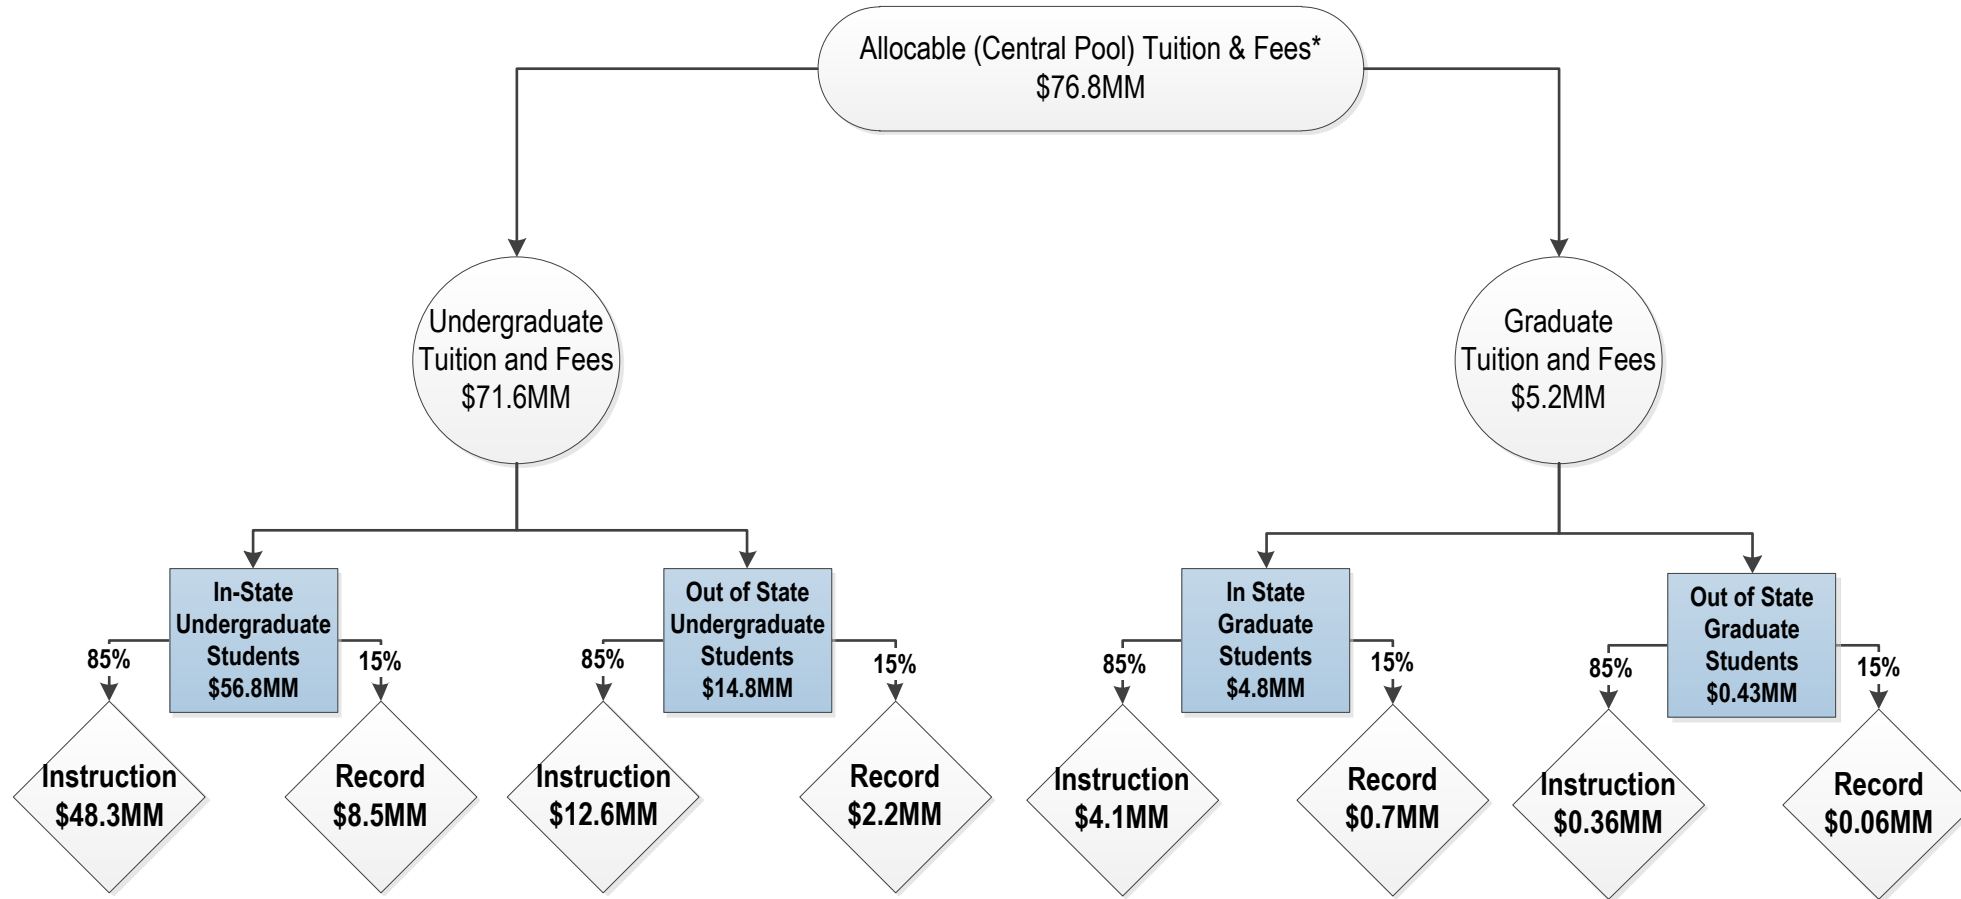 Allocable (Central Pool) Tuition & Fees*
$76.8MM
Undergraduate
Tuition and Fees
$71.6MM
Graduate
Tuition and Fees
$5.2MM
In-State
Undergraduate
Students
$56.8MM
Out of State
Undergraduate
Students
$14.8MM
In State
Graduate
Students
$4.8MM
Out of State
Graduate
Students
$0.43MM
85%
15%
85%
15%
85%
15%
85%
15%
Instruction
$48.3MM
Record
$8.5MM
Instruction
$12.6MM
Record
$2.2MM
Instruction
$4.1MM
Record
$0.7MM
Instruction
$0.36MM
Record
$0.06MM